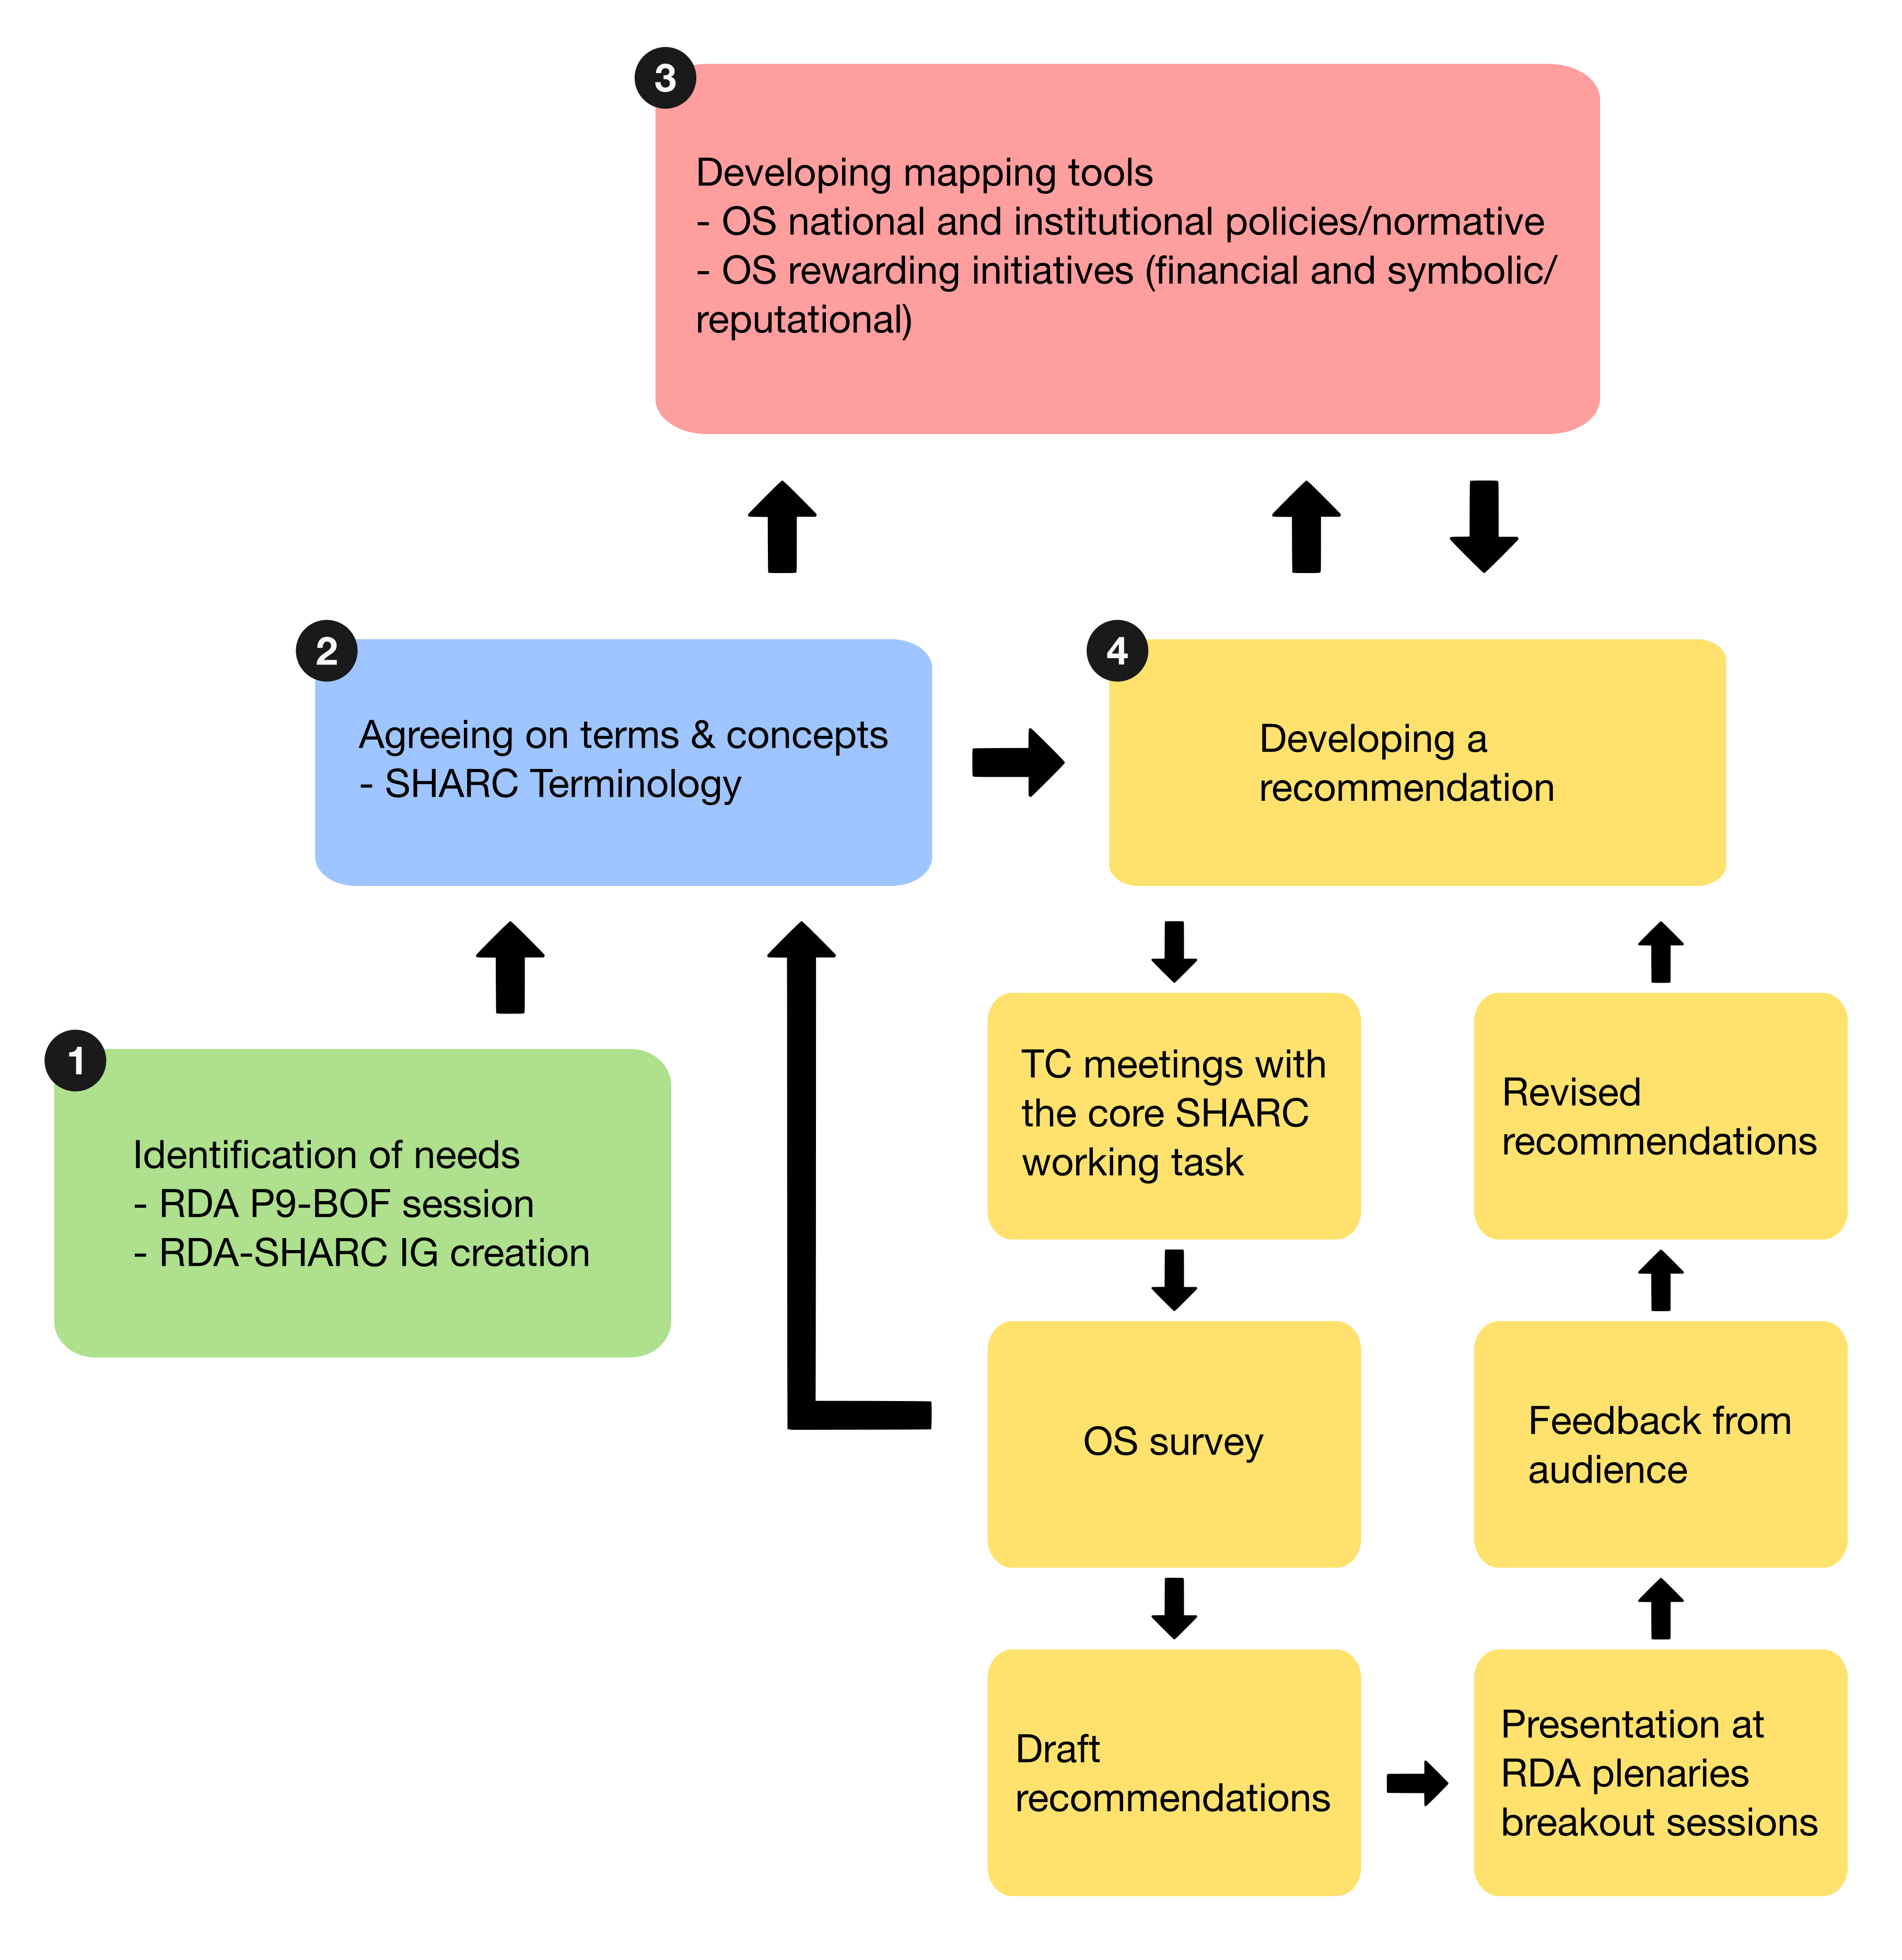 3
Developing mapping tools
- OS national and institutional policies/normative
- OS rewarding initiatives (financial and symbolic/
reputational)
2
Agreeing on terms & concepts
- SHARC Terminology
4
Developing a
recommendation
1
Identification of needs
- RDA P9-BOF session
- RDA-SHARC IG creation
TC meetings with
the core SHARC
working task
OS survey
Draft
recommendations
Presentation at
RDA plenaries
breakout sessions
Feedback from
audience
Revised
recommendations